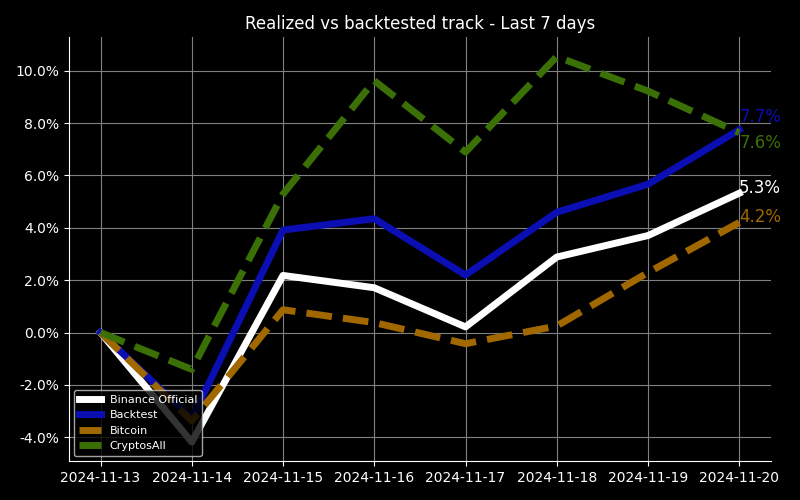 Realized vs backtested track - Last 7 days
10.0%
8.0%
6.0%
4.0%
2.0%
0.0%
-2.0%
-4.0%
7.7%
7.6%
5.3%
4.2%
Binance Official
Backtest
Bitcoin
CryptosAll
2024-11-13 2024-11-14 2024-11-15 2024-11-16 2024-11-17 2024-11-18 2024-11-19 2024-11-20